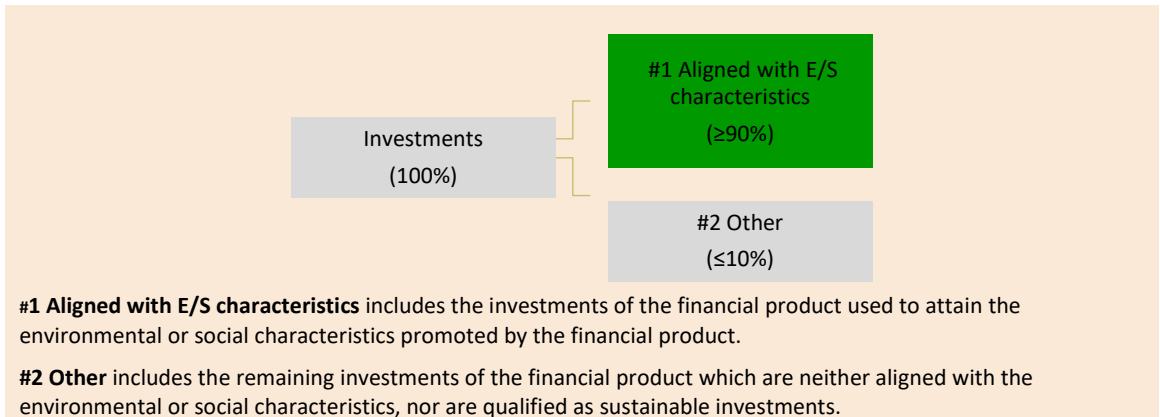 #1 Aligned with E/S
characteristics
(≥90%)
Investments
(100%)
#2 Other
(≤10%)
#1 Aligned with E/S characteristics includes the investments of the financial product used to attain the
environmental or social characteristics promoted by the financial product.
#2 Other includes the remaining investments of the financial product which are neither aligned with the
environmental or social characteristics, nor are qualified as sustainable investments.